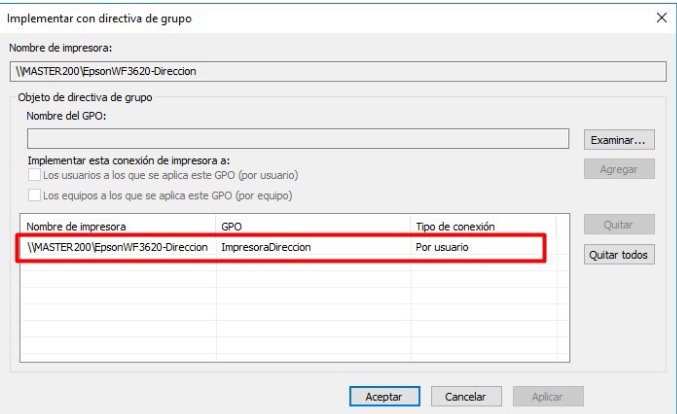 Implementar con directiva de grupo
Nombre de impresora:
\\MASTER200\EpsonWF3620-Direccion
Objeto de directiva de grupo
Nombre del GPO:
Examinar...
Implementar esta conexión de impresora a:
Los usuarios a los que se aplica este GPO (por usuario)
Agregar
Los equipos a los que se aplica este GPO (por equipo)
Nombre de impresora GPO Tipo de conexión
Quitar
\\MASTER200\EpsonWF3620-Direccion ImpresoraDireccion Por usuario
Quitar todos
Aceptar Cancelar Aplicar